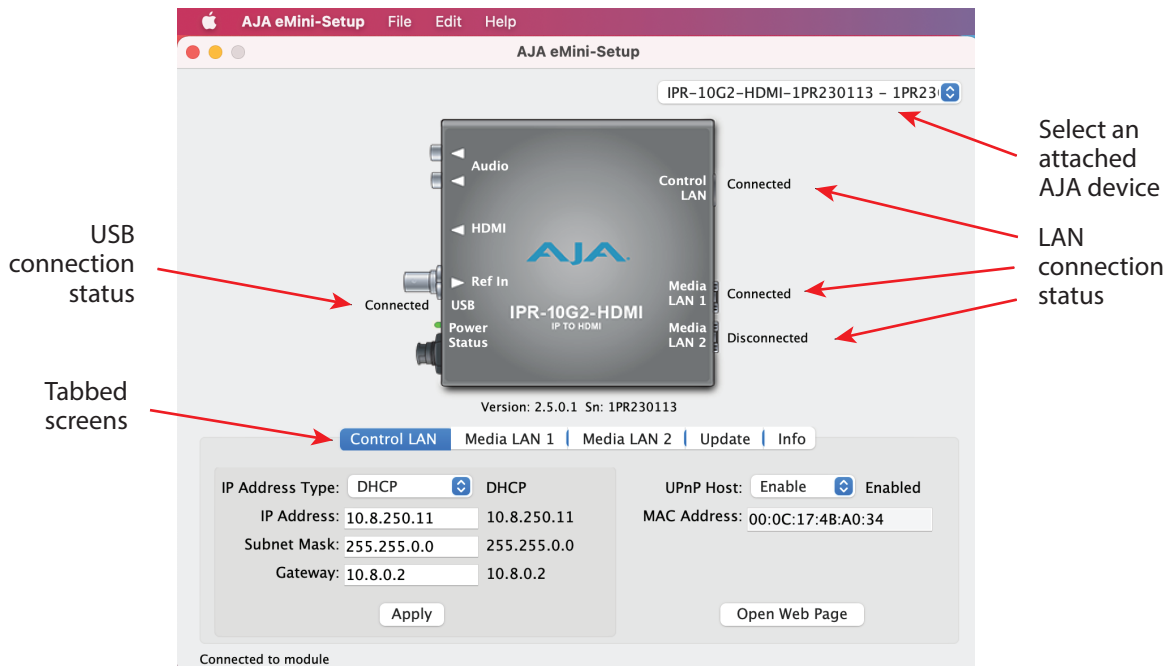 AJA eMini-Setup File Edit Help
AJA eMini-Setup
IPR-10G2-HDMI-1PR230113 - 1PR23
Select an
attached
AJA device
Audio
Control
LAN
Connected
HDMI
AJA
USB
connection
status
LAN
connection
status
Ref In
Connected
USB
IPR-10G2-HDMI
IP TO HDMI
Media
LAN 1
Connected
Power
Status
Media
LAN 2
Disconnected
Tabbed
screens
Version: 2.5.0.1 Sn: 1PR230113
Control LAN Media LAN 1 Media LAN 2 Update Info
IP Address Type: DHCP DHCP
IP Address: 10.8.250.11 10.8.250.11
Subnet Mask: 255.255.0.0 255.255.0.0
Gateway: 10.8.0.2 10.8.0.2
Apply
UPnP Host: Enable Enabled
MAC Address: 00:0C:17:4B:A0:34
Open Web Page
Connected to module